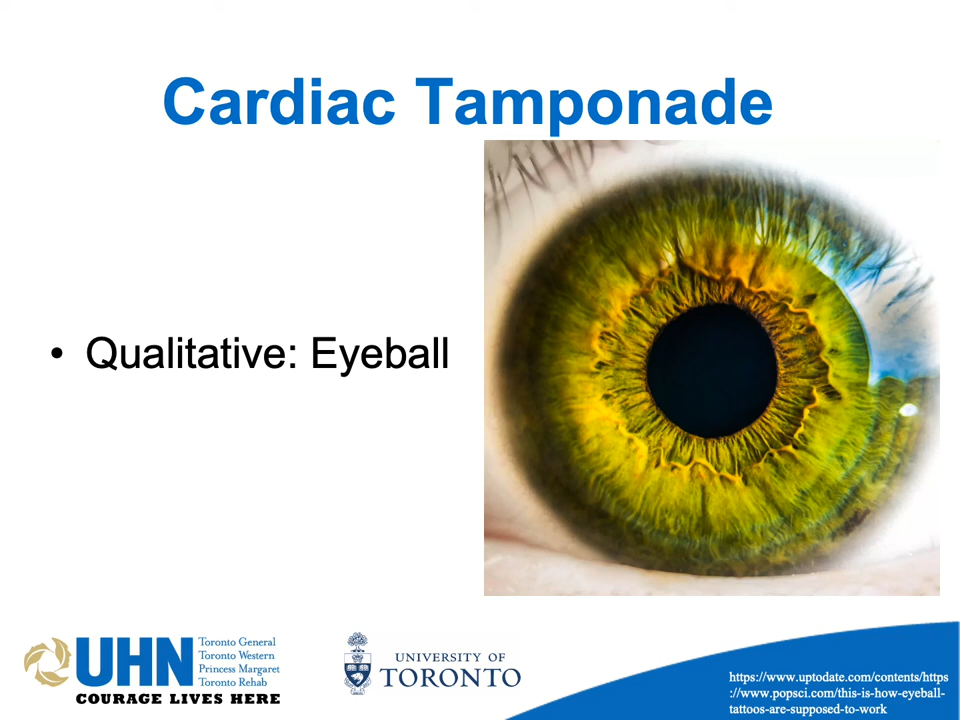 Cardiac Tamponade
• Qualitative: Eyeball
UHN
Toronto General
Toronto Western
Princess Margaret
Toronto Rehab
COURAGE LIVES HERE
UNIVERSITY OF
TORONTO
https://www.uptodate.com/contents/https
://www.popsci.com/this-is-how-eyeball-
tattoos-are-supposed-to-work